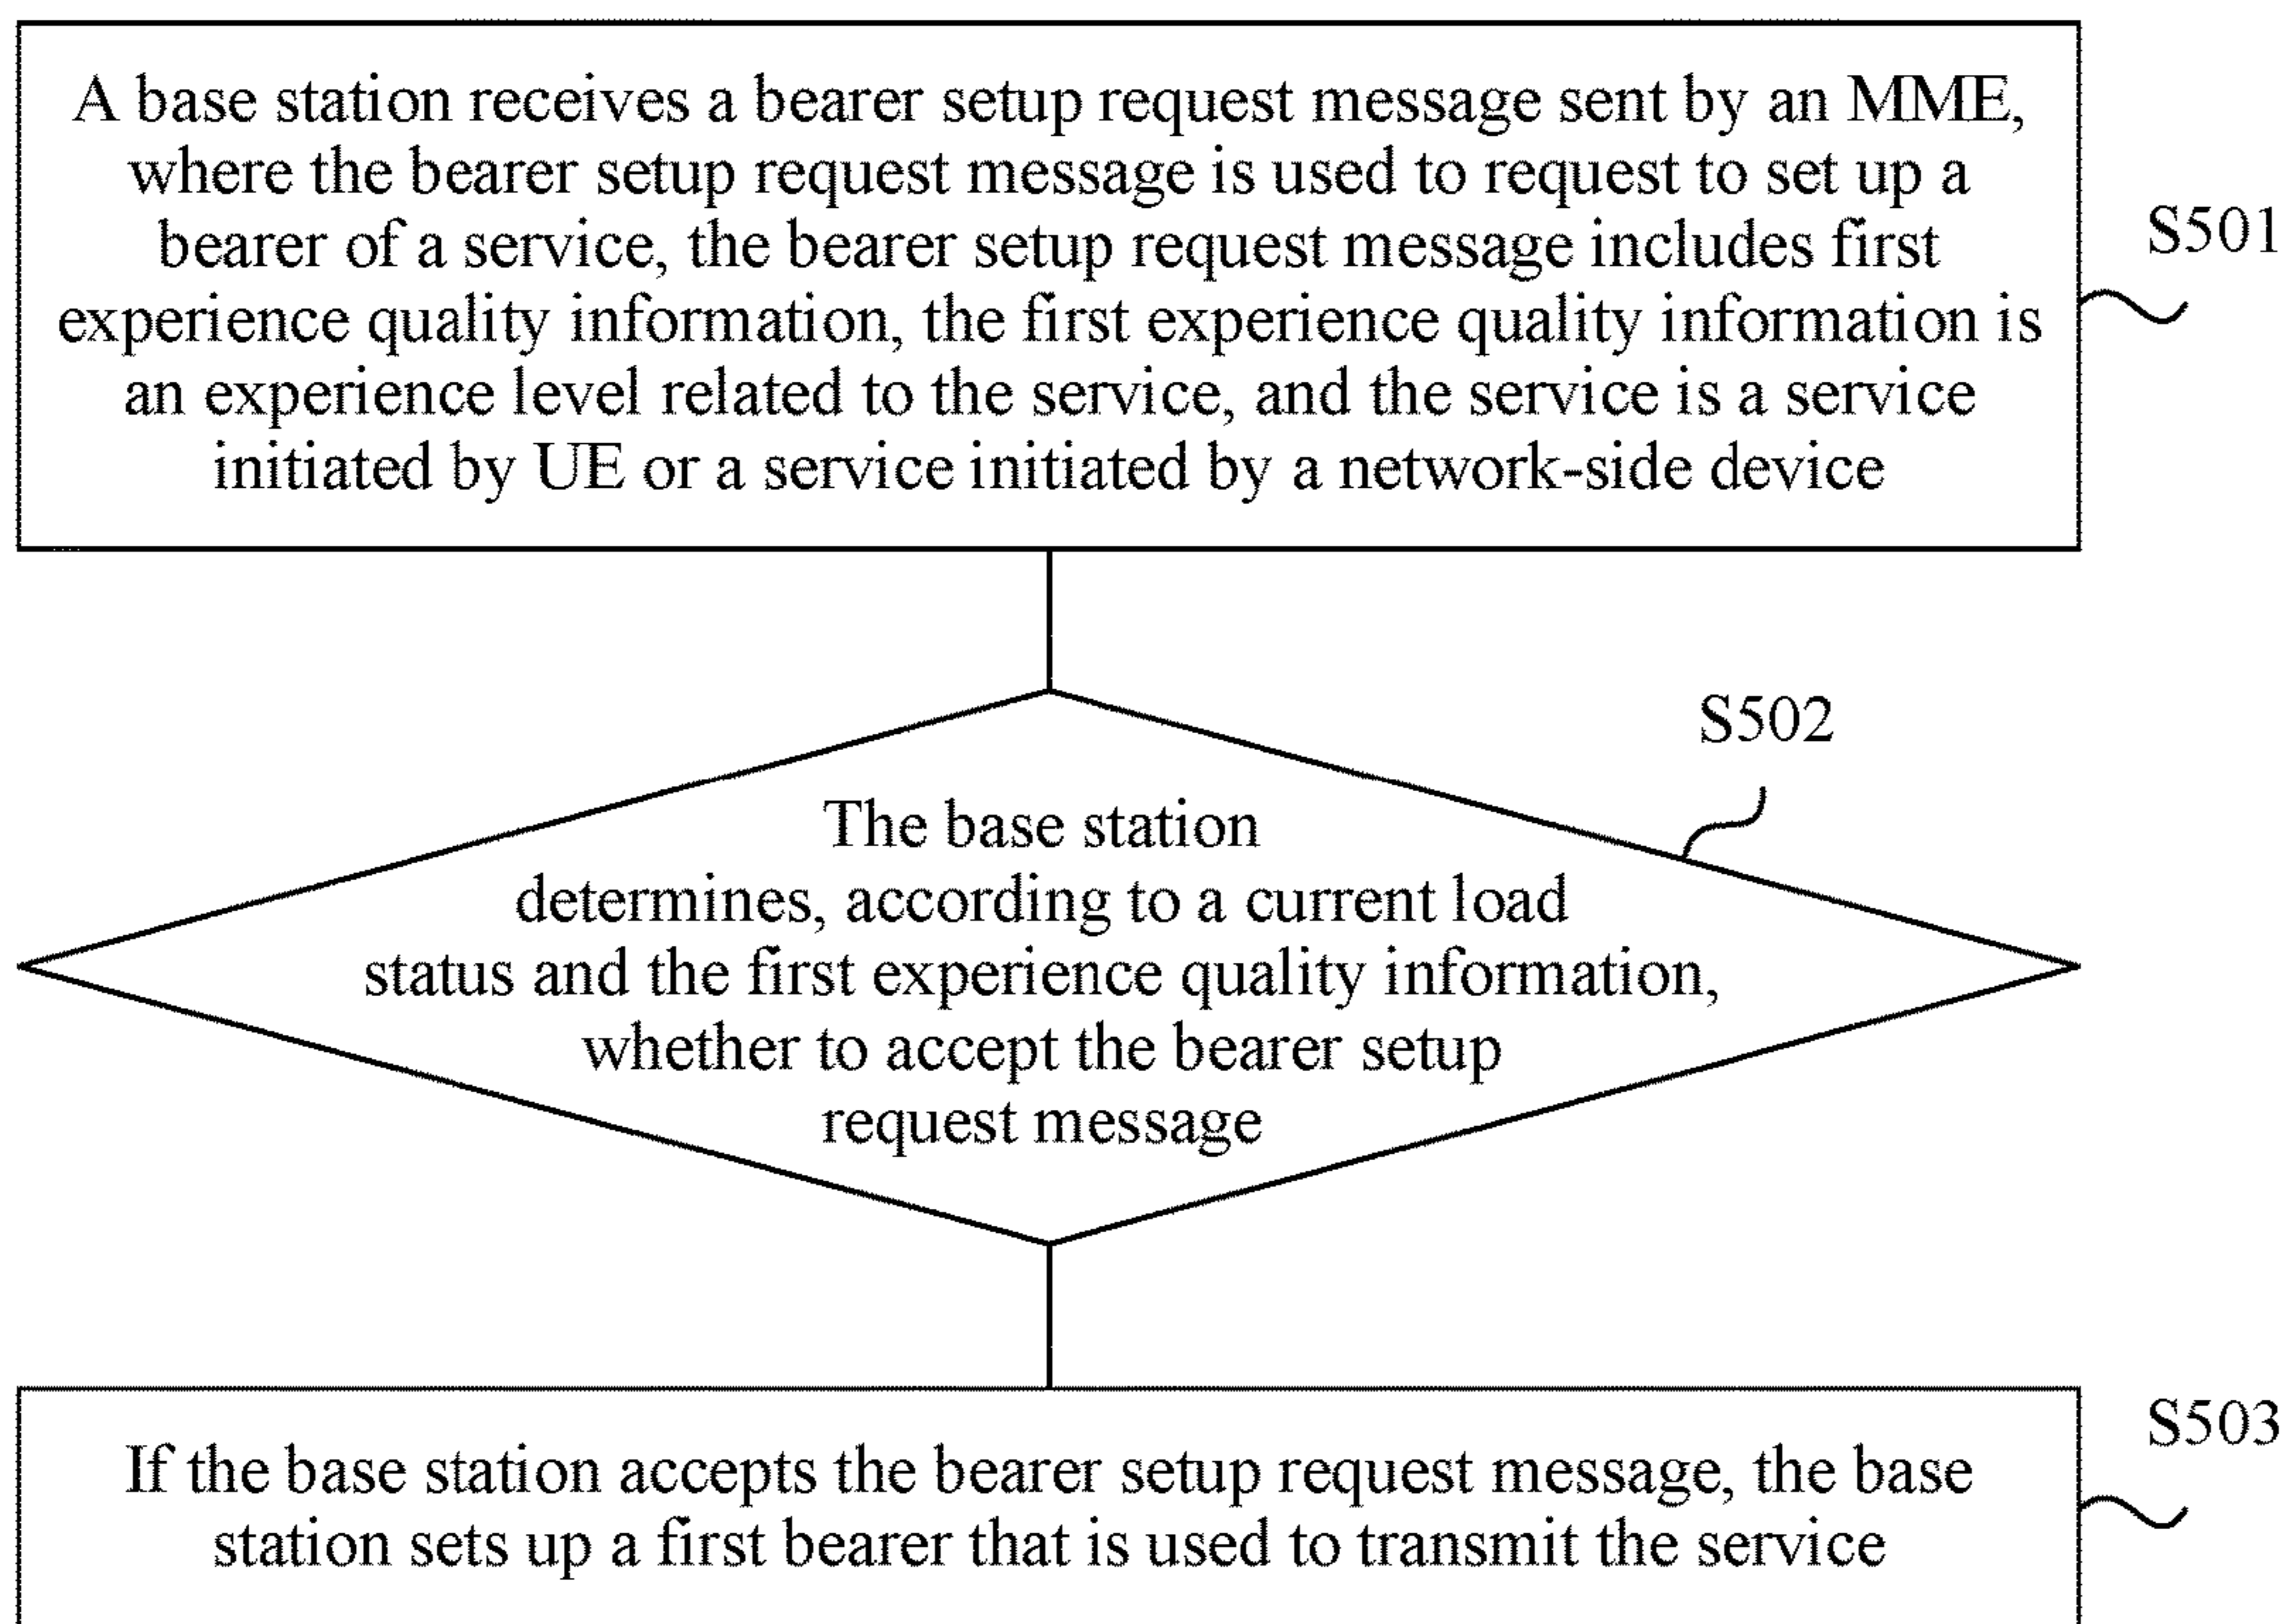 A base station receives a bearer setup request message sent by an MME,
where the bearer setup request message is used to request to set up a
bearer of a service, the bearer setup request message includes first
experience quality information, the first experience quality information is
an experience level related to the service, and the service is a service
initiated by UE or a service initiated by a network-side device
S501
S502
The base station
determines, according to a current load
status and the first experience quality information,
whether to accept the bearer setup
request message
S503
If the base station accepts the bearer setup request message, the base
station sets up a first bearer that is used to transmit the service